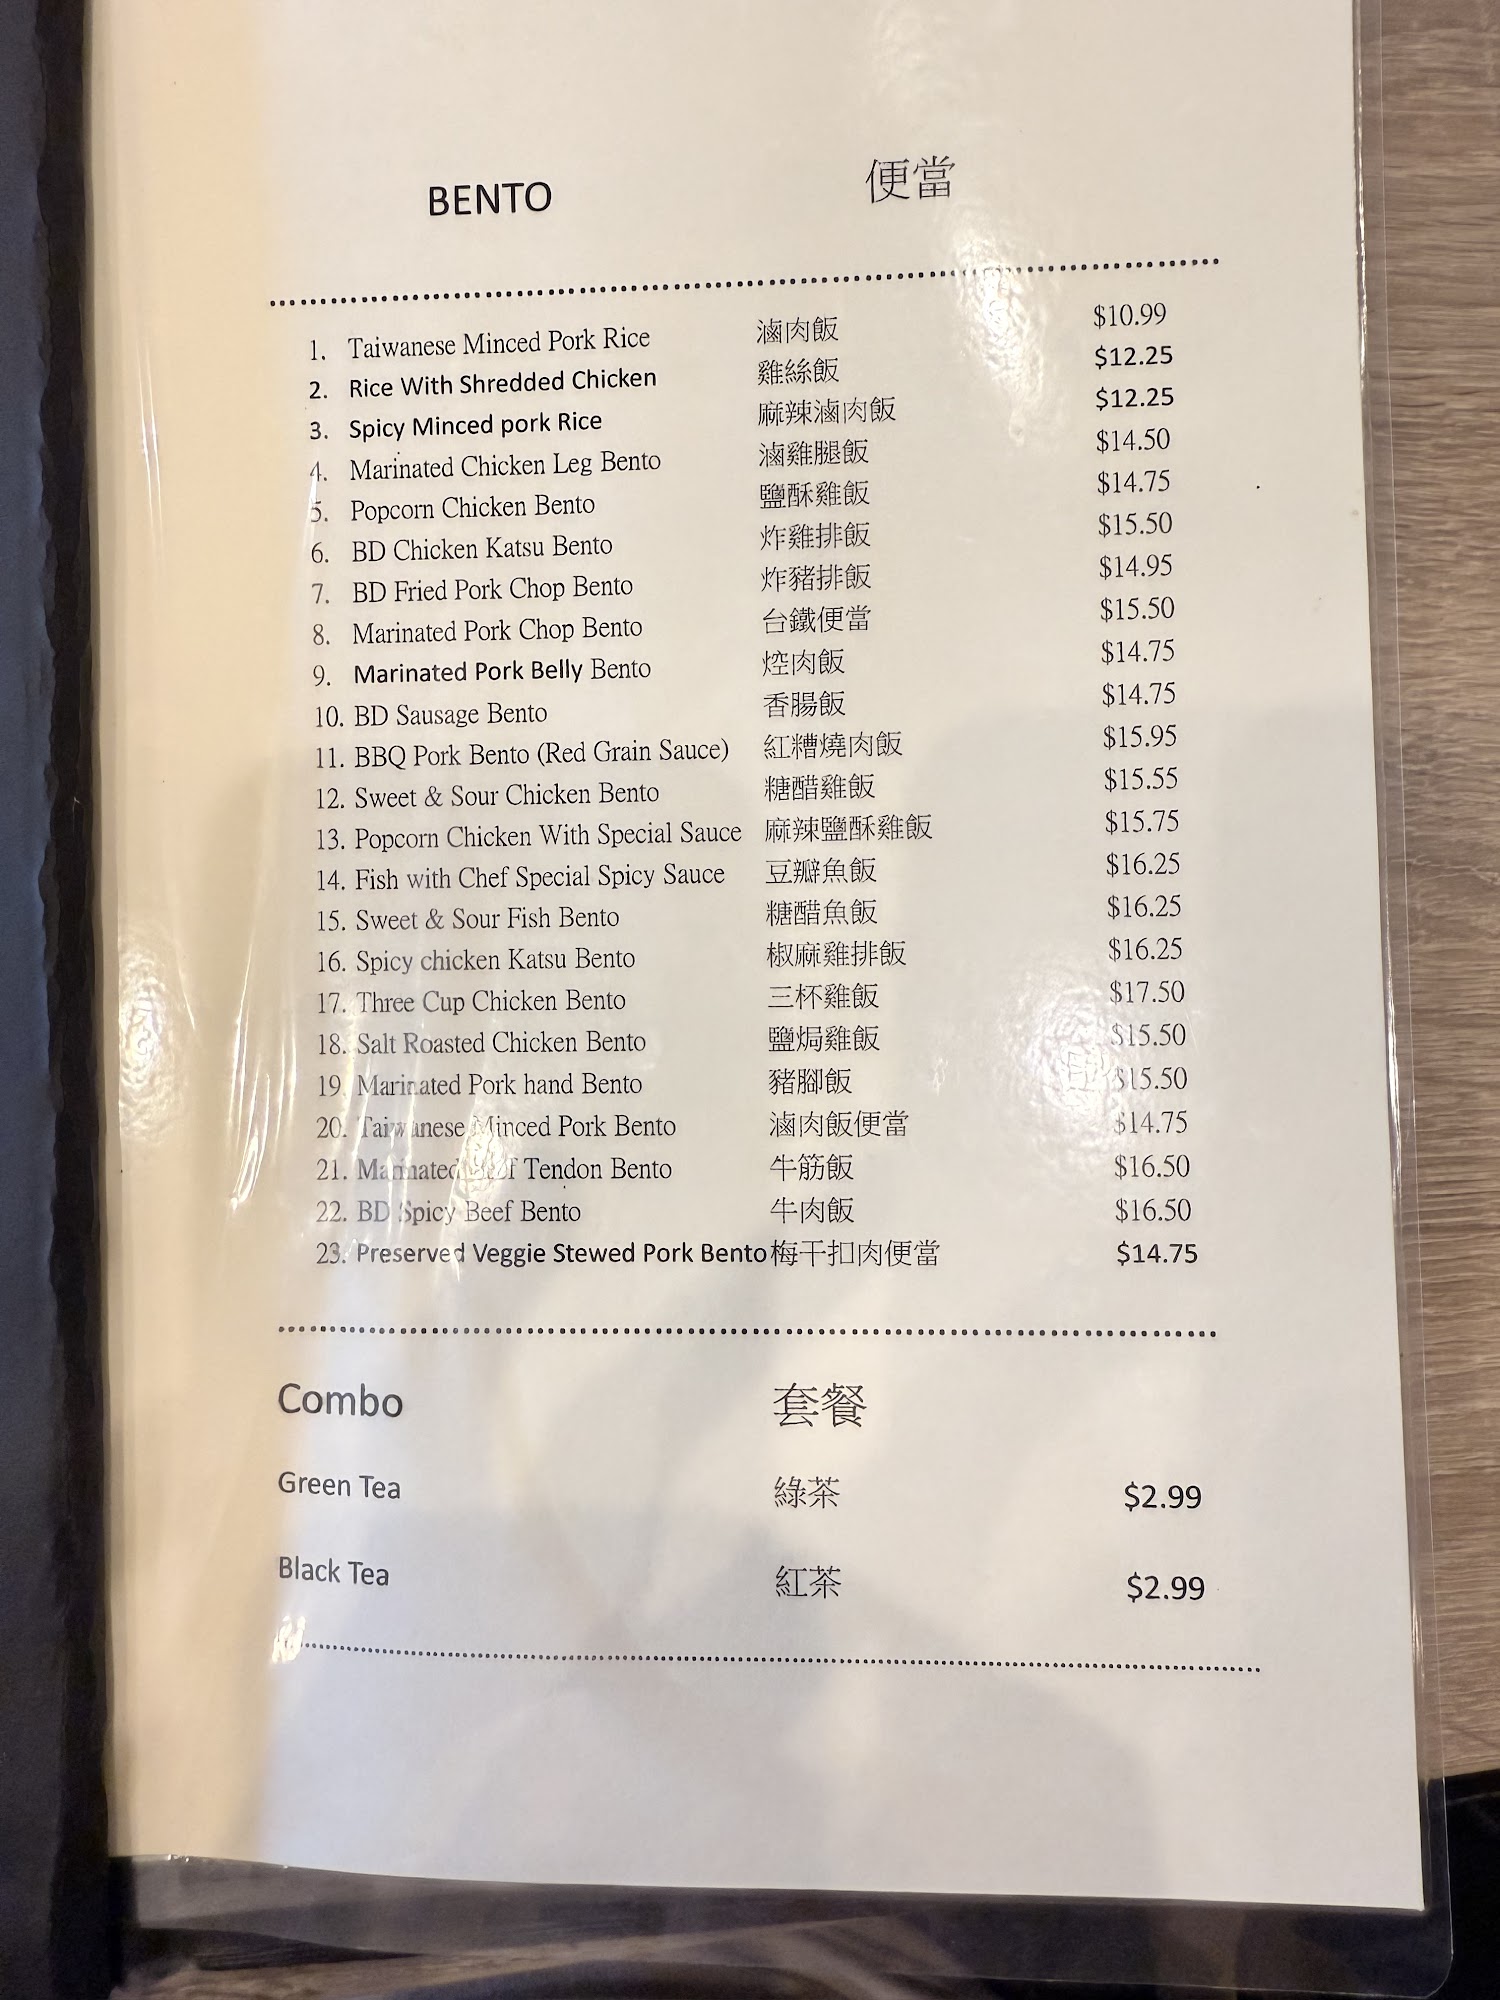 BENTO 便當
1. Taiwanese Minced Pork Rice 滷肉飯 $10.99
2. Rice With Shredded Chicken 雞絲飯 $12.25
3. Spicy Minced pork Rice 麻辣滷肉飯 $12.25
4. Marinated Chicken Leg Bento 滷雞腿飯 $14.50
5. Popcorn Chicken Bento 鹽酥雞飯 $14.75
6. BD Chicken Katsu Bento 炸雞排飯 $15.50
7. BD Fried Pork Chop Bento 炸豬排飯 $14.95
8. Marinated Pork Chop Bento 台鐵便當 $15.50
9. Marinated Pork Belly Bento 焢肉飯 $14.75
10. BD Sausage Bento 香腸飯 $14.75
11. BBQ Pork Bento (Red Grain Sauce) 紅糟燒肉飯 $15.95
12. Sweet & Sour Chicken Bento 糖醋雞飯 $15.55
13. Popcorn Chicken With Special Sauce 麻辣鹽酥雞飯 $15.75
14. Fish with Chef Special Spicy Sauce 豆瓣魚飯 $16.25
15. Sweet & Sour Fish Bento 糖醋魚飯 $16.25
16. Spicy chicken Katsu Bento 椒麻雞排飯 $16.25
17. Three Cup Chicken Bento 三杯雞飯 $17.50
18. Salt Roasted Chicken Bento 鹽焗雞飯 $15.50
19. Marinated Pork hand Bento 豬腳飯 $15.50
20. Taiwanese Minced Pork Bento 滷肉飯便當 $14.75
21. Marinated Beef Tendon Bento 牛筋飯 $16.50
22. BD Spicy Beef Bento 牛肉飯 $16.50
23. Preserved Veggie Stewed Pork Bento 梅干扣肉便當 $14.75
Combo 套餐
Green Tea 綠茶 $2.99
Black Tea 紅茶 $2.99